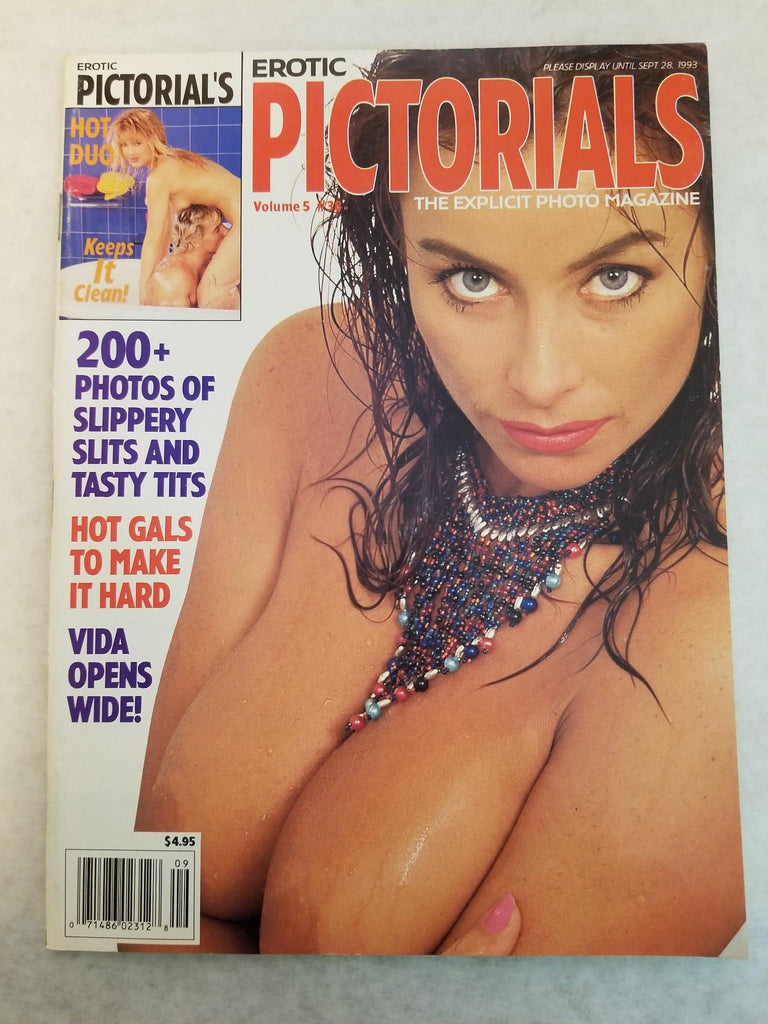 EROTIC
PICTORIAL'S
HOT
DUO
Keeps
It
Clean!
EROTIC
PLEASE DISPLAY UNTIL SEPT. 28, 1993
PICTORIALS
THE EXPLICIT PHOTO MAGAZINE
Volume 5
200+
PHOTOS OF
SLIPPERY
SLITS AND
TASTY TITS
HOT GALS
TO MAKE
IT HARD
VIDA
OPENS
WIDE!
$4.95
09
0 71486 02312 8